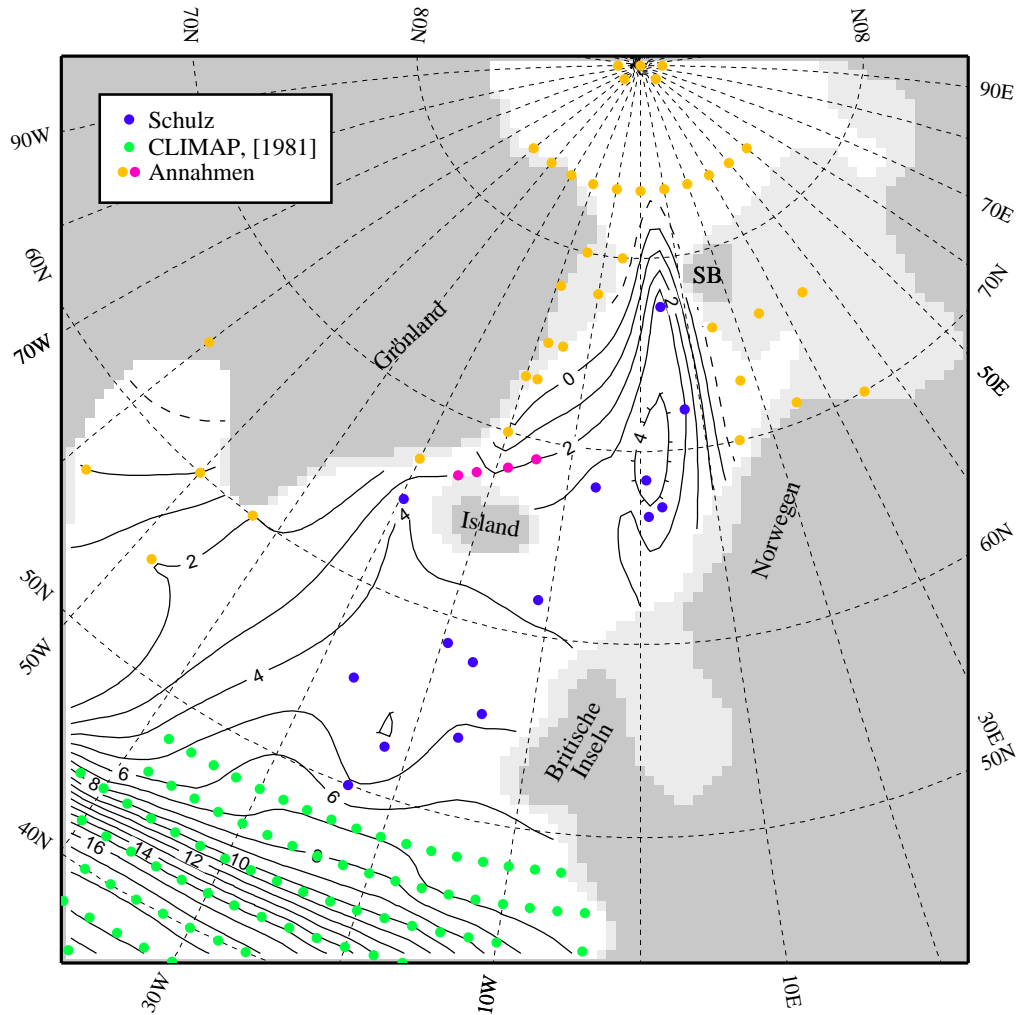 70N
80N
80N
90E
90W
Schulz
CLIMAP, [1981]
Annahmen
70E
60N
SB
70N
2
Grönland
70W
0
50E
4
2
Island
4
Norwegen
60N
2
50N
50W
4
30E
50N
Britische
Inseln
6
6
8
8
40N
16
14
12
10
30W
10W
10E